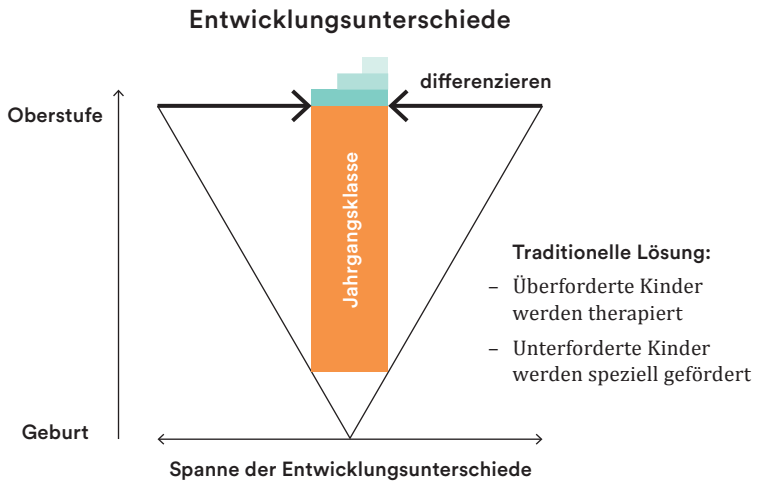 Entwicklungsunterschiede
differenzieren
Oberstufe
Jahrgangsklasse
Traditionelle Lösung:
– Überforderte Kinder
werden therapiert
– Unterforderte Kinder
werden speziell gefördert
Geburt
Spanne der Entwicklungsunterschiede